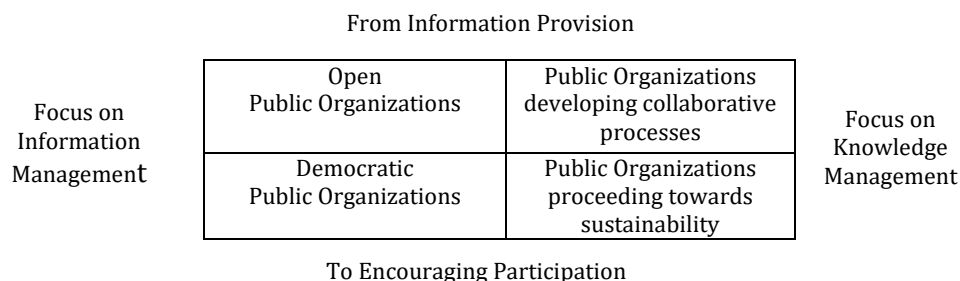 From Information Provision
Focus on
Information
Management
Open
Public Organizations
Public Organizations
developing collaborative
processes
Democratic
Public Organizations
Public Organizations
proceeding towards
sustainability
Focus on
Knowledge
Management
To Encouraging Participation